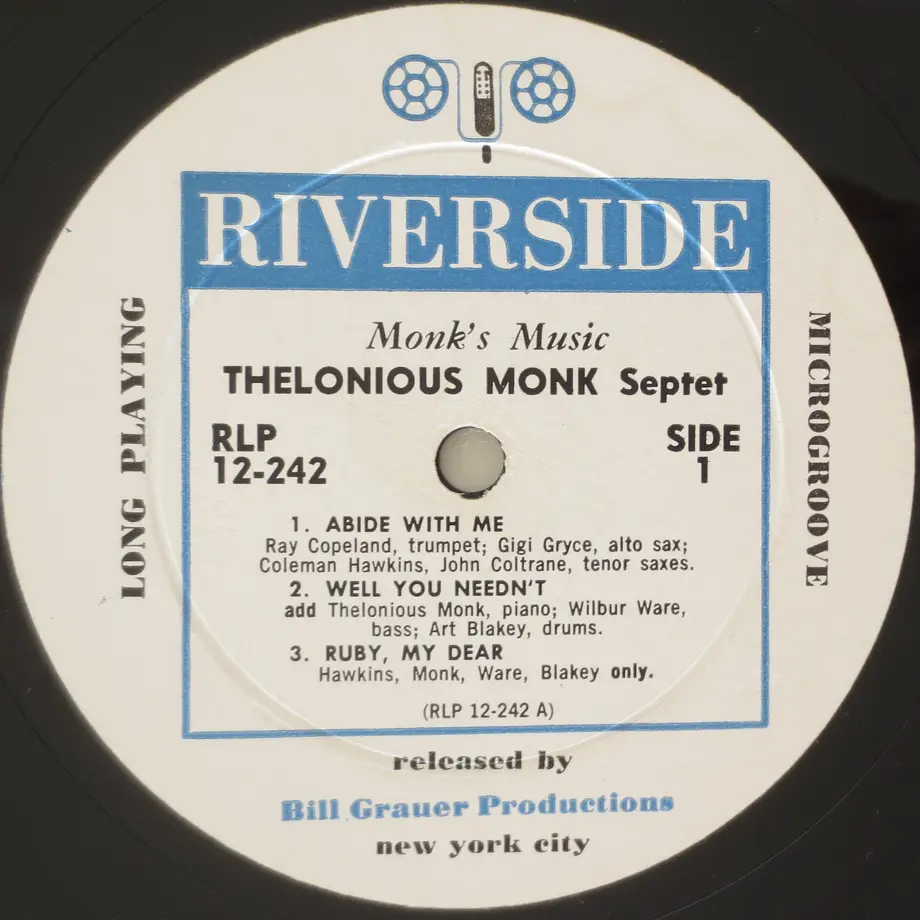 RIVERSIDE
Monk's Music
THELONIOUS MONK Septet
RLP
12-242
SIDE
1
LONG PLAYING
MICROGROOVE
1. ABIDE WITH ME
Ray Copeland, trumpet; Gigi Gryce, alto sax;
Coleman Hawkins, John Coltrane, tenor saxes.
2. WELL YOU NEEDN'T
add Thelonious Monk, piano; Wilbur Ware,
bass; Art Blakey, drums.
3. RUBY, MY DEAR
Hawkins, Monk, Ware, Blakey only.
(RLP 12-242 A)
released by
Bill Grauer Productions
new york city